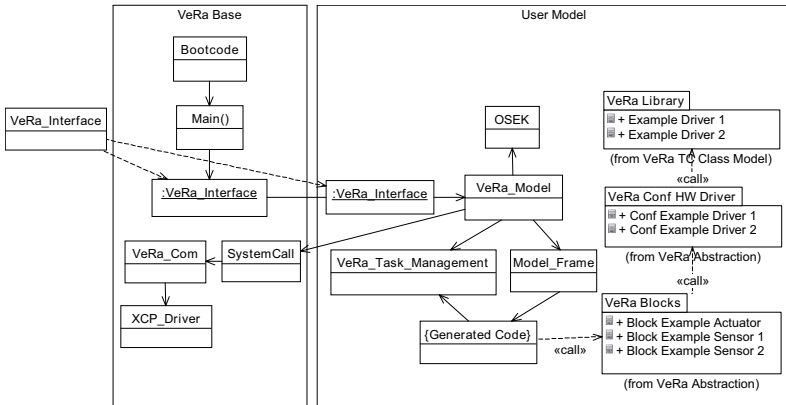 VeRa Base
User Model
Bootcode
VeRa_Interface
Main()
:VeRa_Interface
:VeRa_Interface
OSEK
VeRa_Model
VeRa Library
+ Example Driver 1
+ Example Driver 2
(from VeRa TC Class Model)
«call»
VeRa Conf HW Driver
+ Conf Example Driver 1
+ Conf Example Driver 2
(from VeRa Abstraction)
«call»
VeRa_Com
SystemCall
VeRa_Task_Management
Model_Frame
XCP_Driver
{Generated Code}
«call»
VeRa Blocks
+ Block Example Actuator
+ Block Example Sensor 1
+ Block Example Sensor 2
(from VeRa Abstraction)